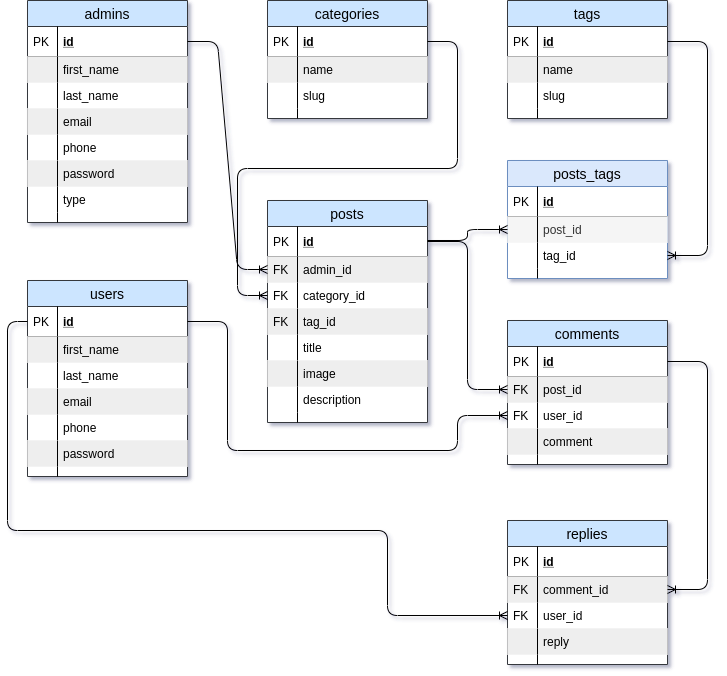 admins
PK id
first_name
last_name
email
phone
password
type
categories
PK id
name
slug
tags
PK id
name
slug
posts_tags
PK id
post_id
tag_id
posts
PK id
FK admin_id
FK category_id
FK tag_id
title
image
description
users
PK id
first_name
last_name
email
phone
password
comments
PK id
FK post_id
FK user_id
comment
replies
PK id
FK comment_id
FK user_id
reply